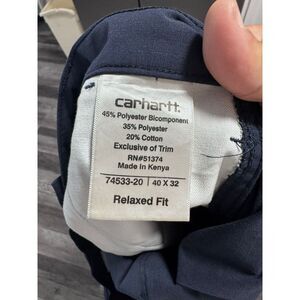 carhartt.
45% Polyester Bicomponent
35% Polyester
20% Cotton
Exclusive of Trim
RN#51374
Made in Kenya
74533-20 | 40 X 32
Relaxed Fit